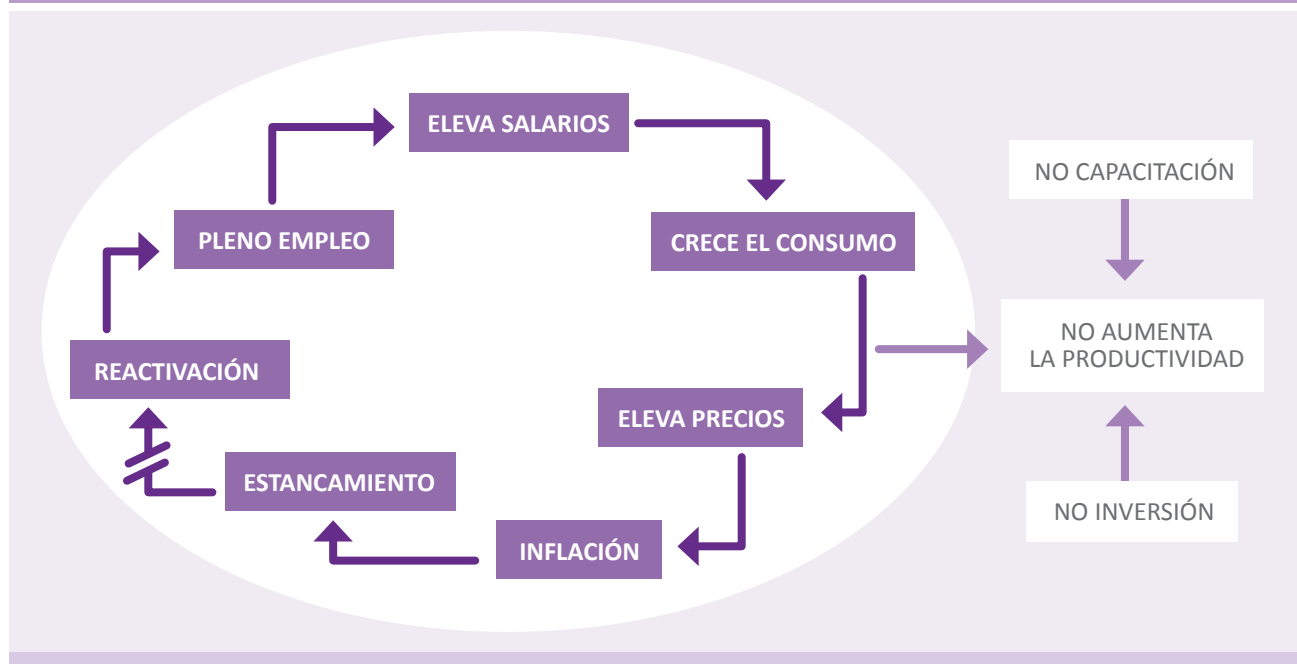 ELEVA SALARIOS
NO CAPACITACIÓN
PLENO EMPLEO
CRECE EL CONSUMO
NO AUMENTA
LA PRODUCTIVIDAD
REACTIVACIÓN
ELEVA PRECIOS
ESTANCAMIENTO
NO INVERSIÓN
INFLACIÓN